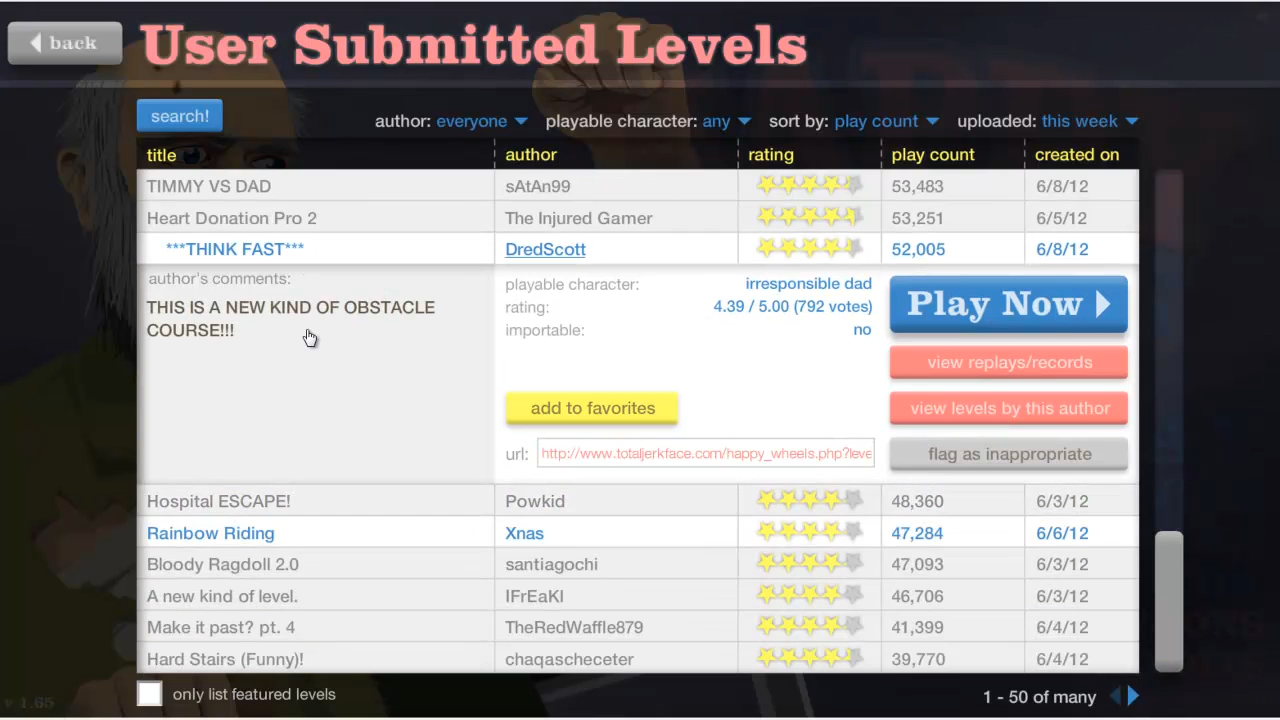 back
User Submitted Levels
search!
author: everyone playable character: any sort by: play count uploaded: this week
title author rating play count created on
TIMMY VS DAD sAtAn99 53,483 6/8/12
Heart Donation Pro 2 The Injured Gamer 53,251 6/5/12
***THINK FAST*** DredScott 52,005 6/8/12
author's comments:
THIS IS A NEW KIND OF OBSTACLE
COURSE!!!
playable character: irresponsible dad
rating: 4.39 / 5.00 (792 votes)
importable: no
add to favorites
url: http://www.totaljerkface.com/happy_wheels.php?leve
Play Now
view replays/records
view levels by this author
flag as inappropriate
Hospital ESCAPE! Powkid 48,360 6/3/12
Rainbow Riding Xnas 47,284 6/6/12
Bloody Ragdoll 2.0 santiagochi 47,093 6/3/12
A new kind of level. IFrEaKI 46,706 6/3/12
Make it past? pt. 4 TheRedWaffle879 41,399 6/4/12
Hard Stairs (Funny)! chaqascheceter 39,770 6/4/12
only list featured levels
1 - 50 of many
v 1.65